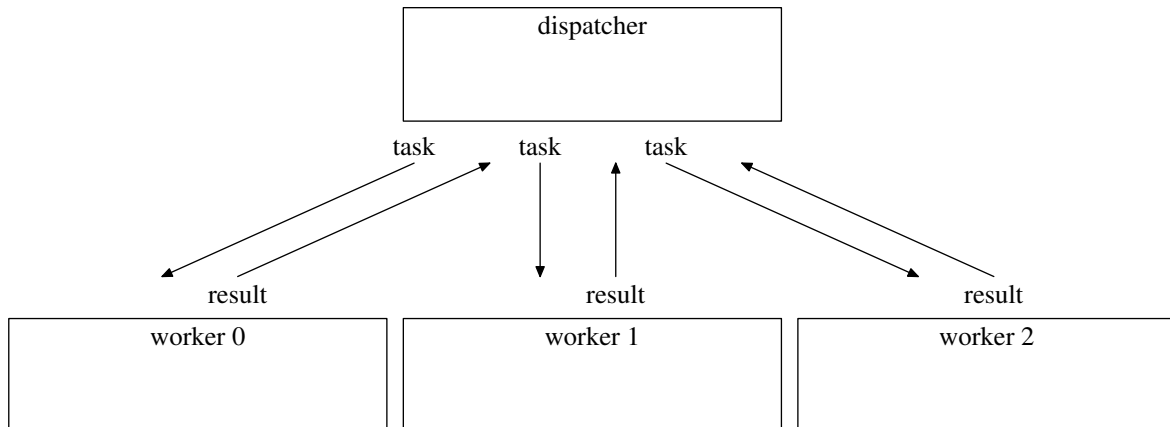 dispatcher
task task task
result result result
worker 0 worker 1 worker 2